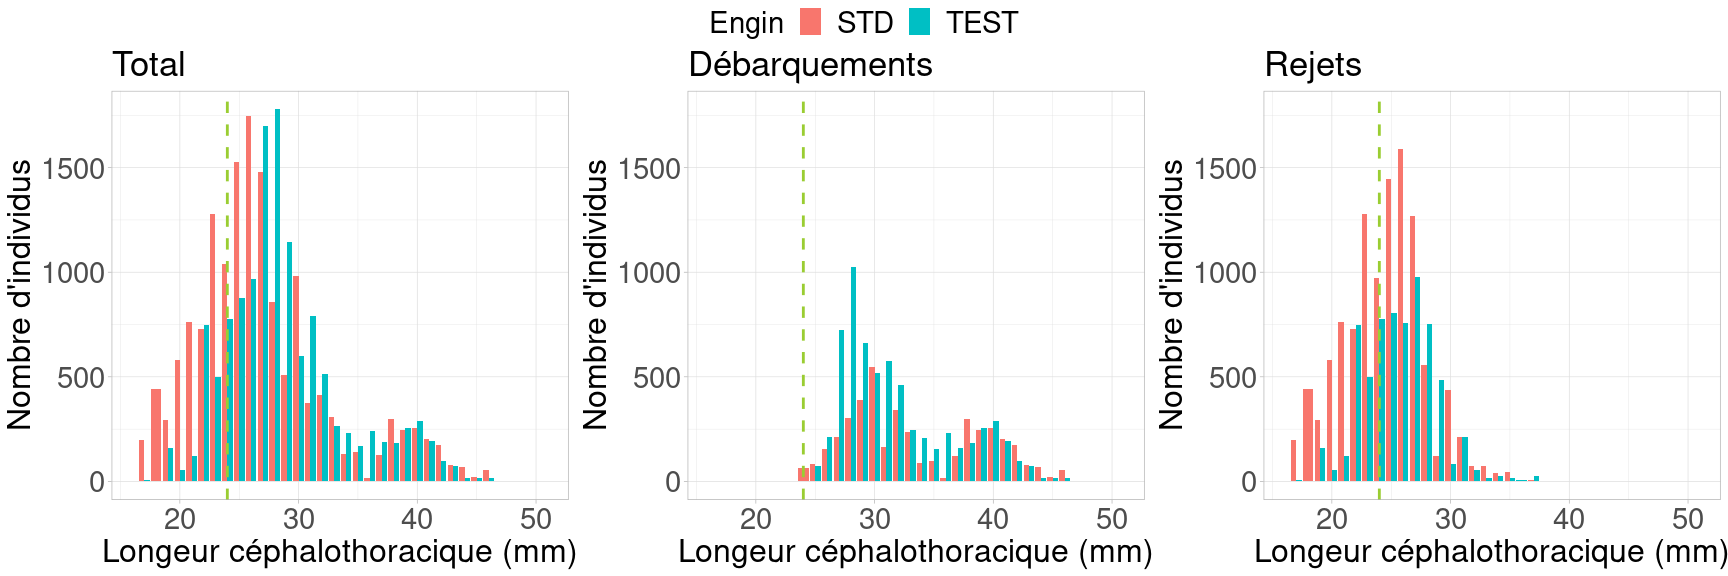 Engin STD TEST
Total Débarquements Rejets
Nombre d'individus Nombre d'individus Nombre d'individus
1500 1500 1500
1000 1000 1000
500 500 500
0 0 0
20 30 40 50 20 30 40 50 20 30 40 50
Longeur céphalothoracique (mm) Longeur céphalothoracique (mm) Longeur céphalothoracique (mm)